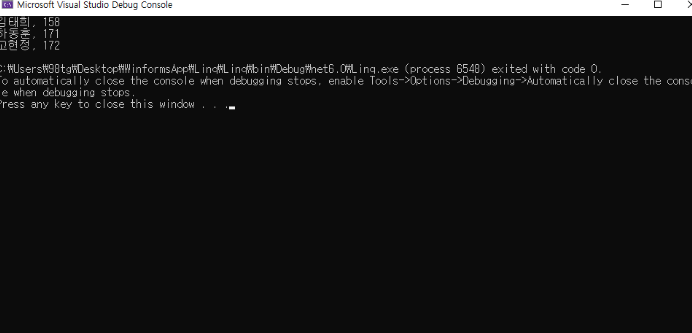 Microsoft Visual Studio Debug Console
김태희, 158
하동훈, 171
고현정, 172
C:₩Users₩98tg₩Desktop₩WinformsApp₩Linq₩Linq₩bin₩Debug₩net6.0₩Linq.exe (process 6548) exited with code 0.
To automatically close the console when debugging stops, enable Tools->Options->Debugging->Automatically close the conso
le when debugging stops.
Press any key to close this window . . .